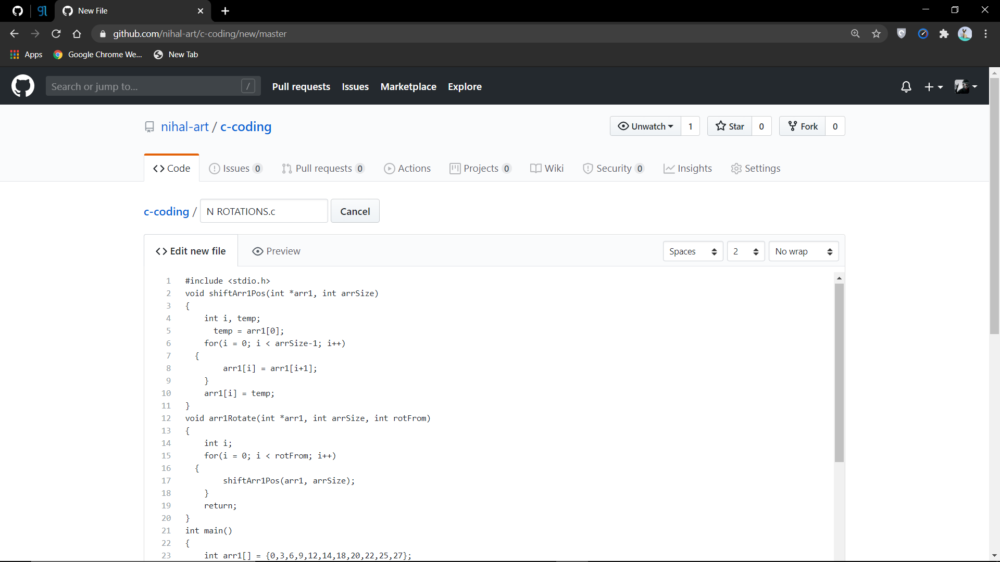 New File
github.com/nihal-art/c-coding/new/master
Apps Google Chrome We... New Tab
Search or jump to... / Pull requests Issues Marketplace Explore
nihal-art / c-coding Unwatch 1 Star 0 Fork 0
Code Issues 0 Pull requests 0 Actions Projects 0 Wiki Security 0 Insights Settings
c-coding / N ROTATIONS.c Cancel
Edit new file Preview Spaces 2 No wrap
1 #include <stdio.h>
2 void shiftArr1Pos(int *arr1, int arrSize)
3 {
4     int i, temp;
5       temp = arr1[0];
6     for(i = 0; i < arrSize-1; i++)
7   {
8         arr1[i] = arr1[i+1];
9     }
10     arr1[i] = temp;
11 }
12 void arr1Rotate(int *arr1, int arrSize, int rotFrom)
13 {
14     int i;
15     for(i = 0; i < rotFrom; i++)
16   {
17         shiftArr1Pos(arr1, arrSize);
18     }
19     return;
20 }
21 int main()
22 {
23     int arr1[] = {0,3,6,9,12,14,18,20,22,25,27};